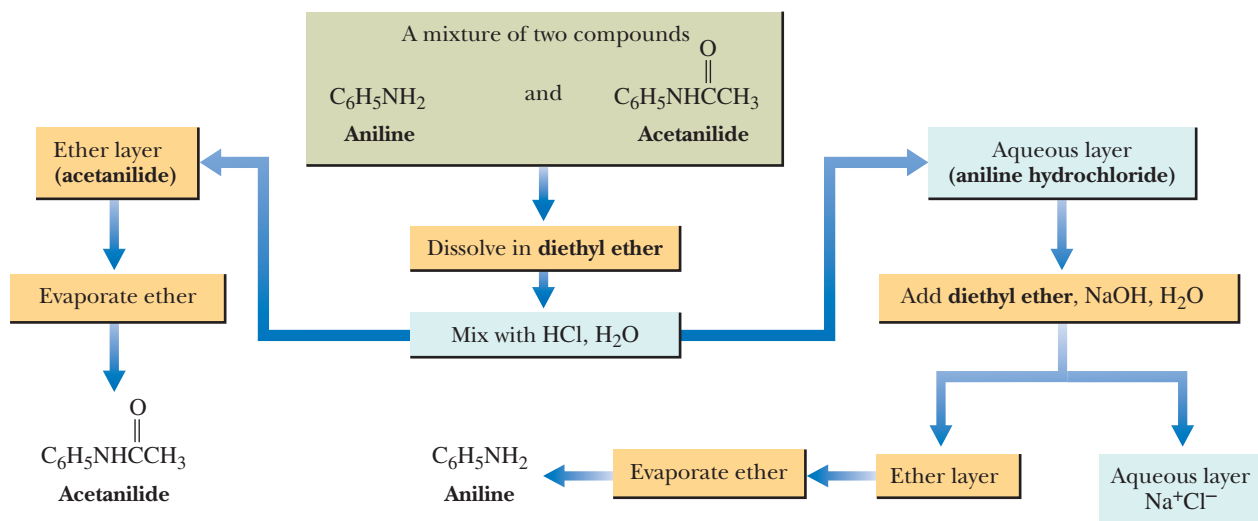 A mixture of two compounds
O
||
C₆H₅NH₂ and C₆H₅NHCCH₃
Aniline Acetanilide
Ether layer
(acetanilide)
Aqueous layer
(aniline hydrochloride)
Dissolve in diethyl ether
Evaporate ether
Add diethyl ether, NaOH, H₂O
Mix with HCl, H₂O
O
||
C₆H₅NHCCH₃
Acetanilide
C₆H₅NH₂
Aniline
Evaporate ether
Ether layer
Aqueous layer
Na⁺Cl⁻